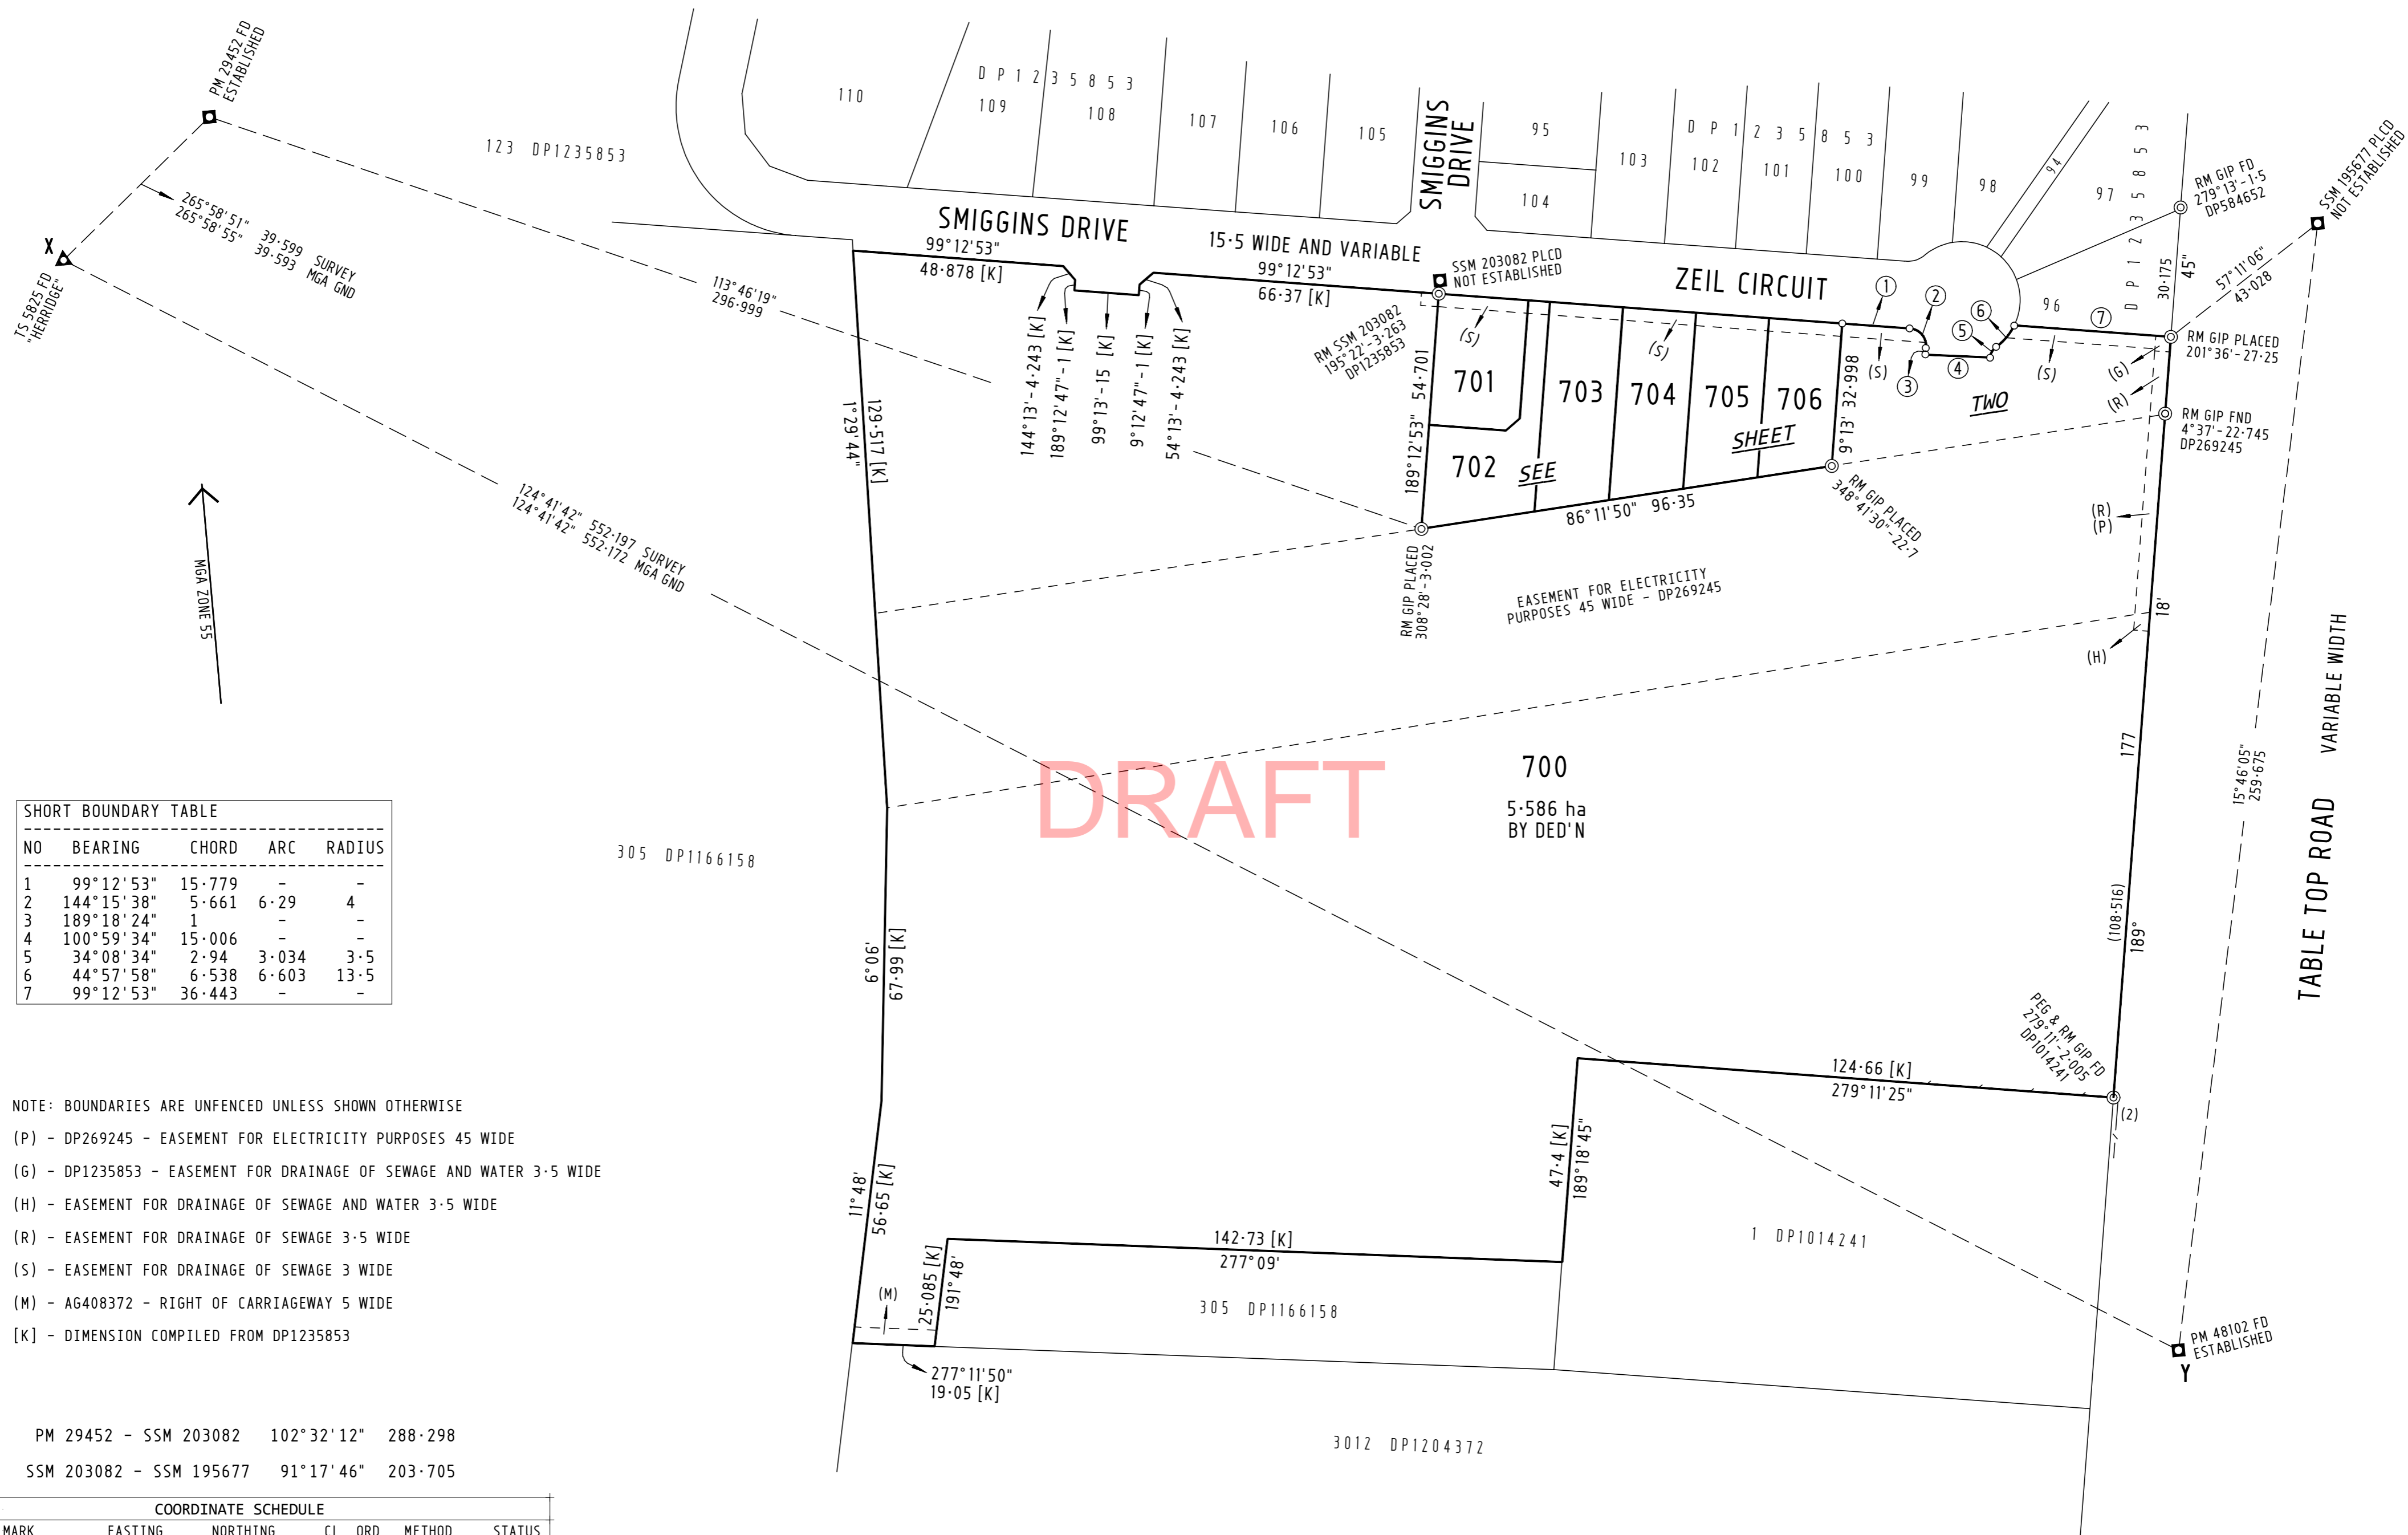 PM 29452 FD
ESTABLISHED
X
TS 5825 FD
"HERRIDGE"
265°58'51" 39·599 SURVEY
265°58'55" 39·593 MGA GND
123 DP1235853
113°46'19"
296·999
124°41'42" 552·197 SURVEY
124°41'42" 552·172 MGA GND
MGA ZONE 55
110
DP1235853
109
108
107
106
105
SMIGGINS
DRIVE
95
104
103
DP1235853
102
101
100
99
98
94
97
96
DP1235853
RM GIP FD
279°13'-1·5
DP584652
SSM 195677 PLCD
NOT ESTABLISHED
30·175
45"
57°11'06"
43·028
SMIGGINS DRIVE
15·5 WIDE AND VARIABLE
ZEIL CIRCUIT
99°12'53"
48·878 [K]
99°12'53"
66·37 [K]
SSM 203082 PLCD
NOT ESTABLISHED
RM SSM 203082
195°22'-3·263
DP1235853
144°13'-4·243 [K]
189°12'47"-1 [K]
99°13'-15 [K]
9°12'47"-1 [K]
54°13'-4·243 [K]
1
2
3
4
5
6
7
(S)
(S)
(S)
(S)
(G)
(R)
RM GIP PLACED
201°36'-27·25
RM GIP FND
4°37'-22·745
DP269245
129·517 [K]
1°29'44"
189°12'53" 54·701
701
702
703
704
705
706
SEE
SHEET
TWO
9°13' 32·998
86°11'50" 96·35
RM GIP PLACED
308°28'-3·002
RM GIP PLACED
348°41'30"-22·7
EASEMENT FOR ELECTRICITY
PURPOSES 45 WIDE - DP269245
(R)
(P)
(H)
18'
177
(108·516)
189°
15°46'05"
259·675
TABLE TOP ROAD VARIABLE WIDTH
700
5·586 ha
BY DED'N
DRAFT
305 DP1166158
6°06'
67·99 [K]
11°48'
56·65 [K]
PEG & RM GIP FD
279°11'-2·005
DP1014241
(2)
124·66 [K]
279°11'25"
47·4 [K]
189°18'45"
1 DP1014241
142·73 [K]
277°09'
305 DP1166158
25·085 [K]
191°48'
(M)
277°11'50"
19·05 [K]
3012 DP1204372
PM 48102 FD
ESTABLISHED
Y
SHORT BOUNDARY TABLE
NO BEARING CHORD ARC RADIUS
1 99°12'53" 15·779 - -
2 144°15'38" 5·661 6·29 4
3 189°18'24" 1 - -
4 100°59'34" 15·006 - -
5 34°08'34" 2·94 3·034 3·5
6 44°57'58" 6·538 6·603 13·5
7 99°12'53" 36·443 - -
NOTE: BOUNDARIES ARE UNFENCED UNLESS SHOWN OTHERWISE
(P) - DP269245 - EASEMENT FOR ELECTRICITY PURPOSES 45 WIDE
(G) - DP1235853 - EASEMENT FOR DRAINAGE OF SEWAGE AND WATER 3·5 WIDE
(H) - EASEMENT FOR DRAINAGE OF SEWAGE AND WATER 3·5 WIDE
(R) - EASEMENT FOR DRAINAGE OF SEWAGE 3·5 WIDE
(S) - EASEMENT FOR DRAINAGE OF SEWAGE 3 WIDE
(M) - AG408372 - RIGHT OF CARRIAGEWAY 5 WIDE
[K] - DIMENSION COMPILED FROM DP1235853
PM 29452 - SSM 203082 102°32'12" 288·298
SSM 203082 - SSM 195677 91°17'46" 203·705
COORDINATE SCHEDULE
MARK EASTING NORTHING CL ORD METHOD STATUS